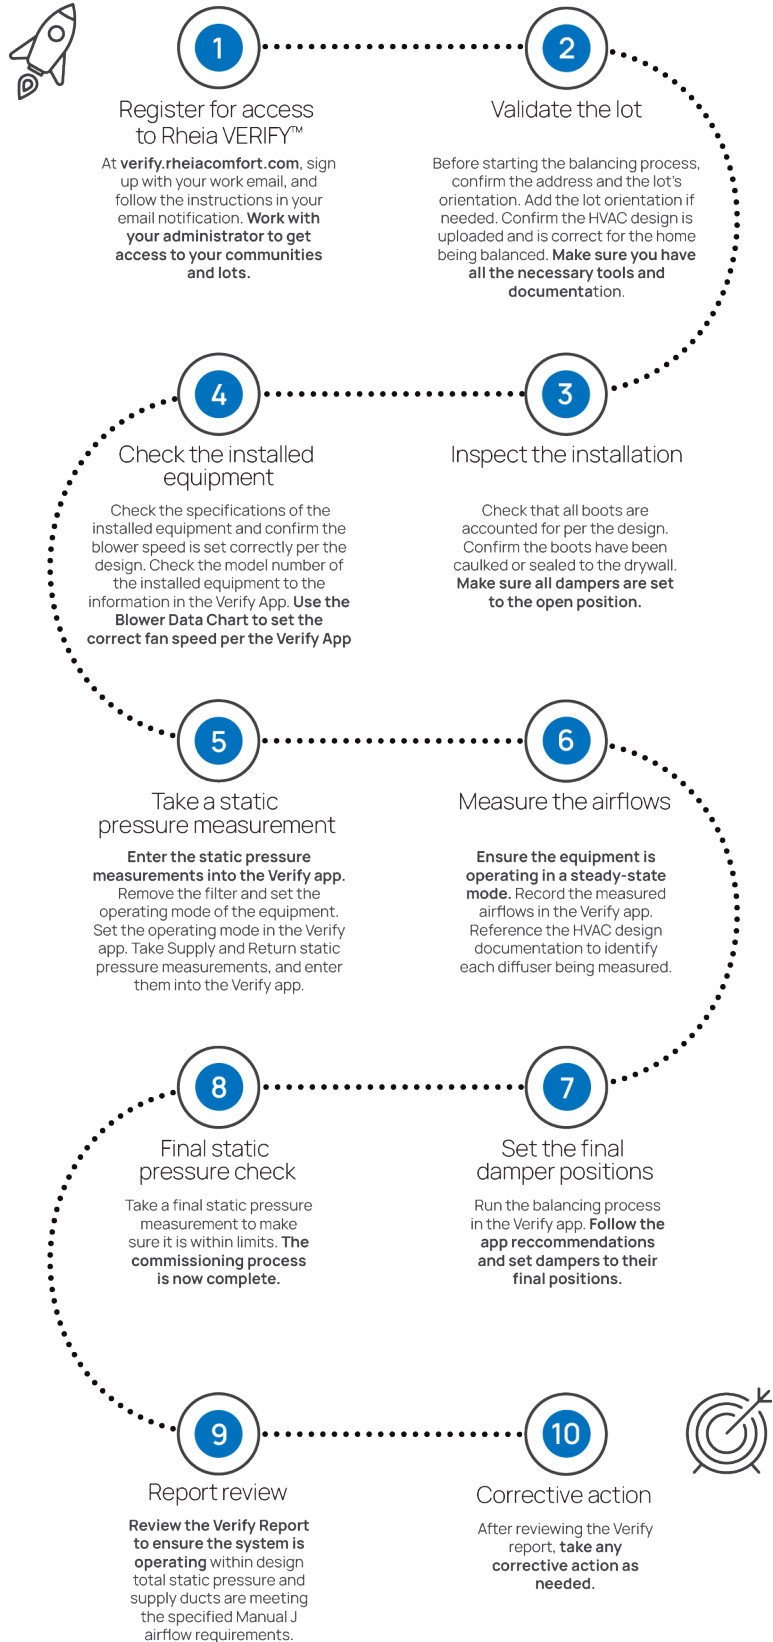 1
Register for access
to Rheia VERIFY™
At verify.rheiacomfort.com, sign
up with your work email, and
follow the instructions in your
email notification. Work with
your administrator to get
access to your communities
and lots.
2
Validate the lot
Before starting the balancing process,
confirm the address and the lot's
orientation. Add the lot orientation if
needed. Confirm the HVAC design is
uploaded and is correct for the home
being balanced. Make sure you have
all the necessary tools and
documentation.
3
Inspect the installation
Check that all boots are
accounted for per the design.
Confirm the boots have been
caulked or sealed to the drywall.
Make sure all dampers are set
to the open position.
4
Check the installed
equipment
Check the specifications of the
installed equipment and confirm the
blower speed is set correctly per the
design. Check the model number of
the installed equipment to the
information in the Verify App. Use the
Blower Data Chart to set the
correct fan speed per the Verify App
5
Take a static
pressure measurement
Enter the static pressure
measurements into the Verify app.
Remove the filter and set the
operating mode of the equipment.
Set the operating mode in the Verify
app. Take Supply and Return static
pressure measurements, and enter
them into the Verify app.
6
Measure the airflows
Ensure the equipment is
operating in a steady-state
mode. Record the measured
airflows in the Verify app.
Reference the HVAC design
documentation to identify
each diffuser being measured.
7
Set the final
damper positions
Run the balancing process
in the Verify app. Follow the
app reccommendations
and set dampers to their
final positions.
8
Final static
pressure check
Take a final static pressure
measurement to make
sure it is within limits. The
commissioning process
is now complete.
9
Report review
Review the Verify Report
to ensure the system is
operating within design
total static pressure and
supply ducts are meeting
the specified Manual J
airflow requirements.
10
Corrective action
After reviewing the Verify
report, take any
corrective action as
needed.